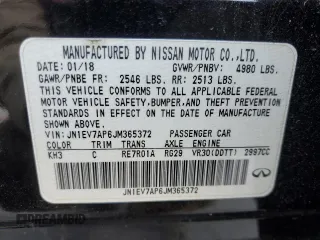 MANUFACTURED BY NISSAN MOTOR CO.,LTD.
DATE: 01/18 GVWR/PNBV: 4980 LBS.
GAWR/PNBE FR: 2546 LBS. RR: 2513 LBS.
THIS VEHICLE CONFORMS TO ALL APPLICABLE FEDERAL
MOTOR VEHICLE SAFETY,BUMPER,AND THEFT PREVENTION
STANDARDS IN EFFECT ON THE DATE OF MANUFACTURE
SHOWN ABOVE.
VIN: JN1EV7AP6JM365372 PASSENGER CAR
COLOR TRIM TRANS AXLE ENGINE
KH3 C RE7R01A RG29 VR30(DDTT) 2997CC
JN1EV7AP6JM365372
INFINITI